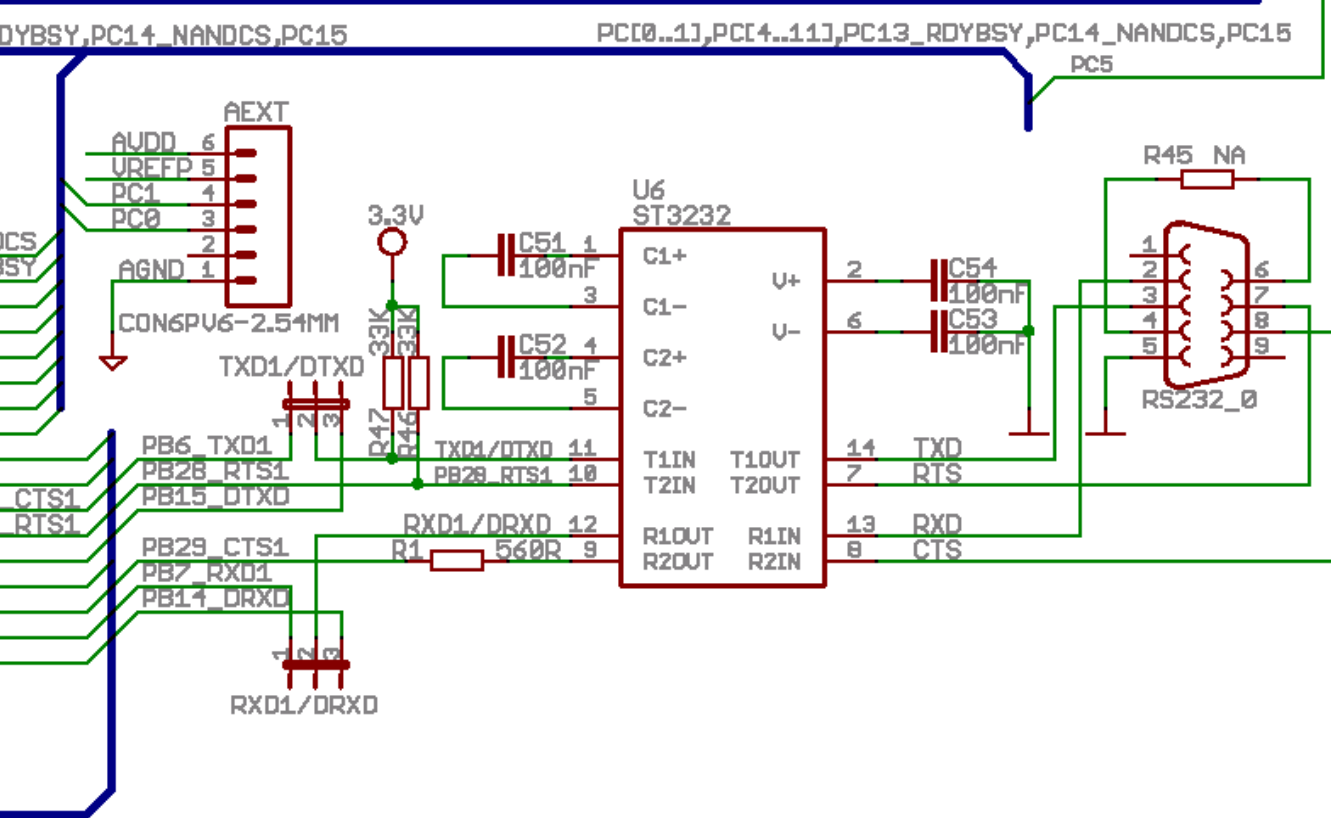 DYBSY,PC14_NANDCS,PC15
PC[0..1],PC[4..11],PC13_RDYBSY,PC14_NANDCS,PC15
PC5
AEXT
AVDD 6
VREFP 5
PC1 4
PC0 3
2
AGND 1
CON6PV6-2.54MM
DCS
BSY
3.3V
33K
33K
R47
R46
TXD1/DTXD
1
2
3
C51
100nF
C52
100nF
U6
ST3232
1
3
4
5
C1+
C1-
C2+
C2-
V+
V-
2
6
C54
100nF
C53
100nF
R45 NA
1
2
3
4
5
6
7
8
9
RS232_0
PB6_TXD1
PB28_RTS1
PB15_DTXD
_CTS1
_RTS1
TXD1/DTXD 11
PB28_RTS1 10
T1IN T1OUT
T2IN T2OUT
14 TXD
7 RTS
RXD1/DRXD 12
R1 560R 9
R1OUT R1IN
R2OUT R2IN
13 RXD
8 CTS
PB29_CTS1
PB7_RXD1
PB14_DRXD
1
2
3
RXD1/DRXD